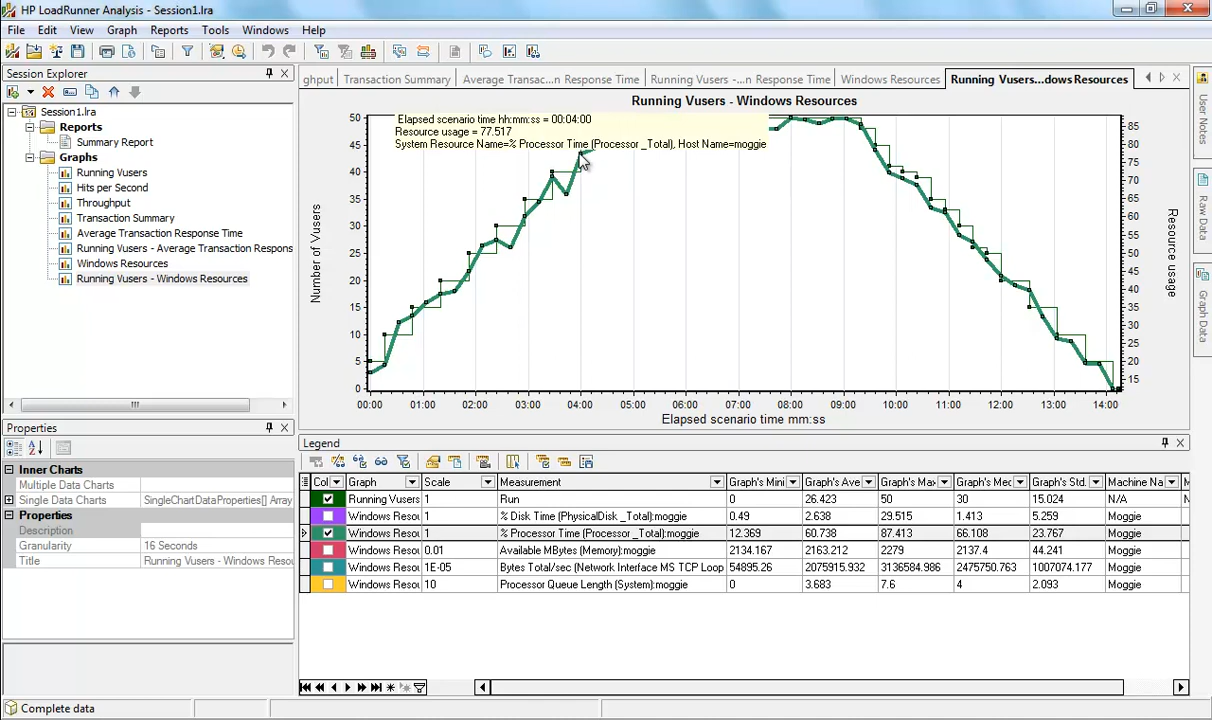 HP LoadRunner Analysis - Session1.lra
File Edit View Graph Reports Tools Windows Help
Session Explorer
Session1.lra
Reports
Summary Report
Graphs
Running Vusers
Hits per Second
Throughput
Transaction Summary
Average Transaction Response Time
Running Vusers - Average Transaction Respons
Windows Resources
Running Vusers - Windows Resources
Properties
Inner Charts
Multiple Data Charts
Single Data Charts SingleChartDataProperties[] Array
Properties
Description
Granularity 16 Seconds
Title Running Vusers - Windows Resou
ghput Transaction Summary Average Transac...n Response Time Running Vusers -...n Response Time Windows Resources Running Vusers...dows Resources
Running Vusers - Windows Resources
Elapsed scenario time hh:mm:ss = 00:04:00
Resource usage = 77.517
System Resource Name=% Processor Time (Processor _Total), Host Name=moggie
Number of Vusers
50
45
40
35
30
25
20
15
10
5
0
85
80
75
70
65
60
55
50
45
40
35
30
25
20
15
Resource usage
00:00 01:00 02:00 03:00 04:00 05:00 06:00 07:00 08:00 09:00 10:00 11:00 12:00 13:00 14:00
Elapsed scenario time mm:ss
User Notes
Raw Data
Graph Data
Legend
Col Graph Scale Measurement Graph's Mini Graph's Ave Graph's Max Graph's Med Graph's Std. Machine Na M
Running Vusers 1 Run 0 26.423 50 30 15.024 N/A N
Windows Resou 1 % Disk Time (PhysicalDisk _Total):moggie 0.49 2.638 29.515 1.413 5.259 Moggie
Windows Resou 1 % Processor Time (Processor _Total):moggie 12.369 60.738 87.413 66.108 23.767 Moggie
Windows Resou 0.01 Available MBytes (Memory):moggie 2134.167 2163.212 2279 2137.4 44.241 Moggie
Windows Resou 1E-05 Bytes Total/sec (Network Interface MS TCP Loop 54895.26 2075915.932 3136584.986 2475750.763 1007074.177 Moggie
Windows Resou 10 Processor Queue Length (System):moggie 0 3.683 7.6 4 2.093 Moggie
Complete data